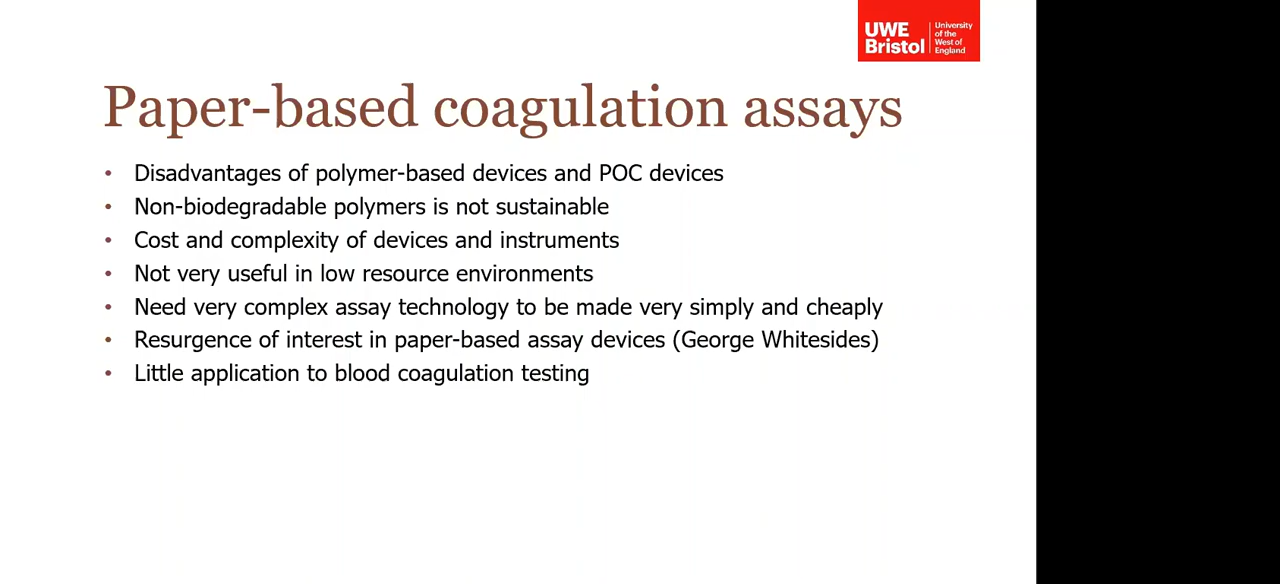 UWE
Bristol
University
of the
West of
England
Paper-based coagulation assays
• Disadvantages of polymer-based devices and POC devices
• Non-biodegradable polymers is not sustainable
• Cost and complexity of devices and instruments
• Not very useful in low resource environments
• Need very complex assay technology to be made very simply and cheaply
• Resurgence of interest in paper-based assay devices (George Whitesides)
• Little application to blood coagulation testing